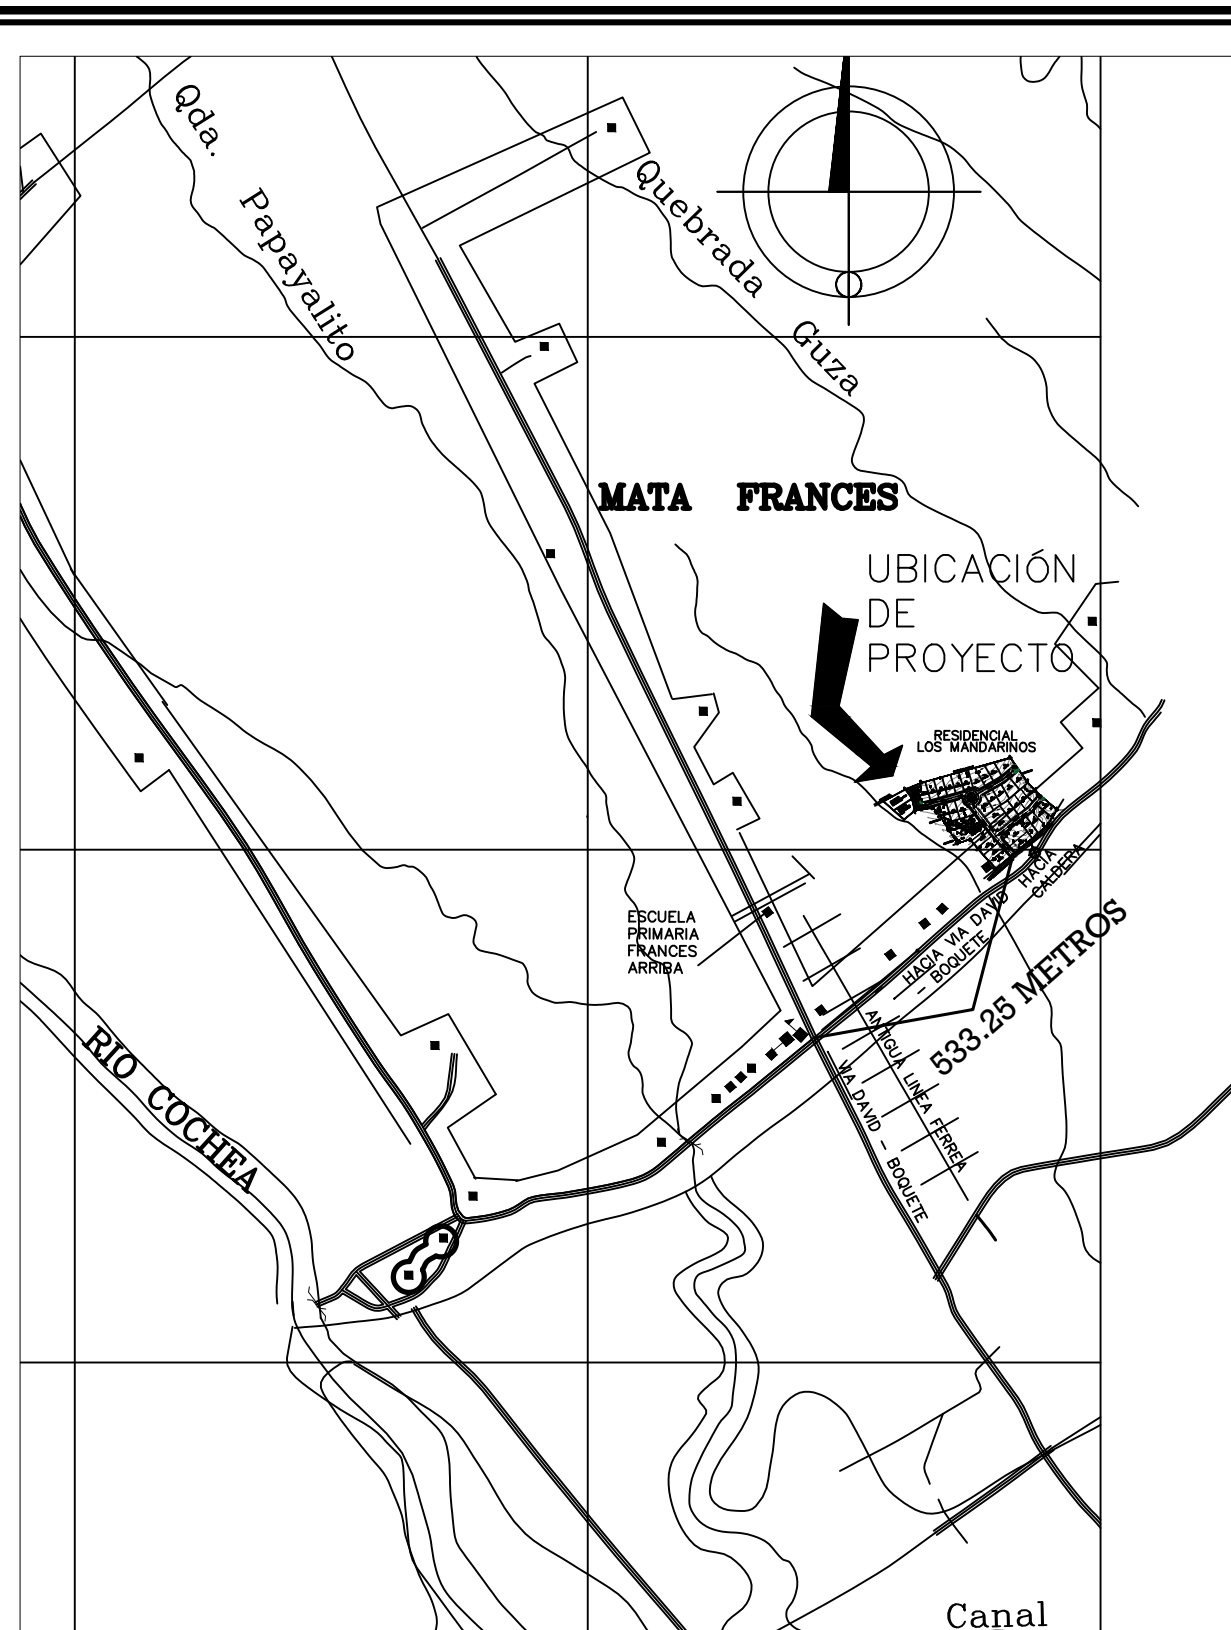 Qda.
Papayalito
Quebrada
Guza
MATA FRANCES
UBICACIÓN
DE
PROYECTO
RESIDENCIAL
LOS MANDARINOS
HACIA
CALDERA
HACIA VIA DAVID
- BOQUETE
533.25 METROS
ESCUELA
PRIMARIA
FRANCES
ARRIBA
ANTIGUA LINEA FERREA
VIA DAVID - BOQUETE
RIO COCHEA
Canal